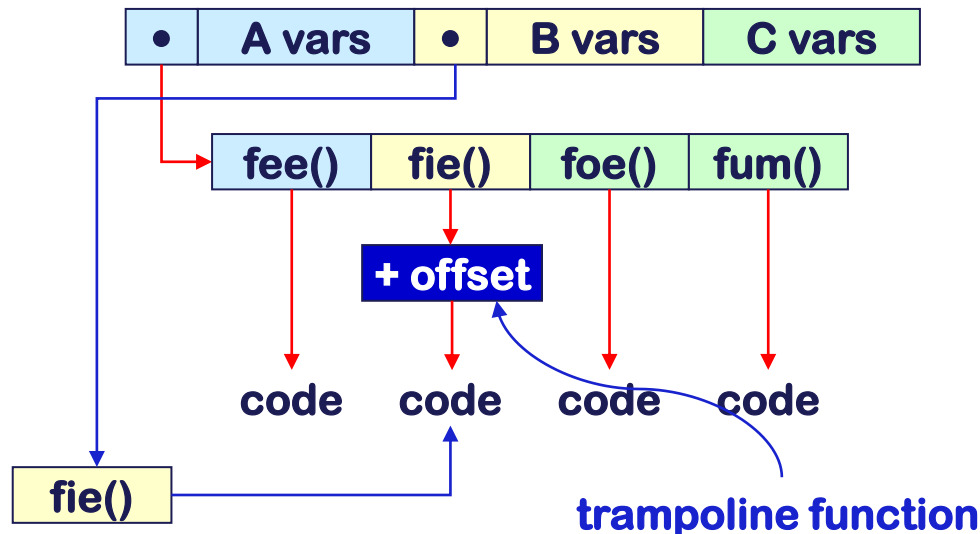 • A vars • B vars C vars
fee() fie() foe() fum()
+ offset
code code code code
fie()
trampoline function